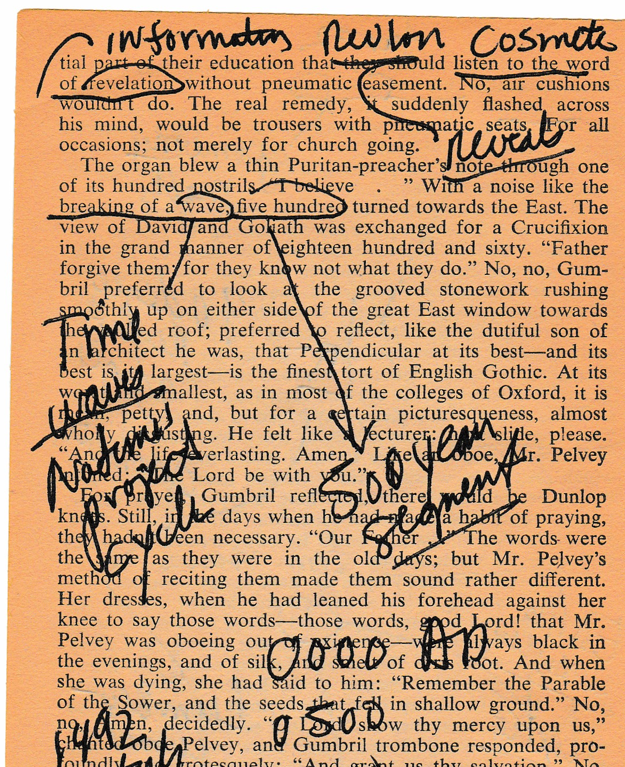 information Revlon Cosmetic
tial part of their education that they should listen to the word
of revelation without pneumatic easement. No, air cushions
wouldn't do. The real remedy, it suddenly flashed across
his mind, would be trousers with pneumatic seats. For all
occasions; not merely for church going.
reveals
The organ blew a thin Puritan-preacher's note through one
of its hundred nostrils. "I believe . " With a noise like the
breaking of a wave, five hundred turned towards the East. The
view of David and Goliath was exchanged for a Crucifixion
in the grand manner of eighteen hundred and sixty. "Father
forgive them; for they know not what they do." No, no, Gum-
bril preferred to look at the grooved stonework rushing
smoothly up on either side of the great East window towards
the roof; preferred to reflect, like the dutiful son of
an architect he was, that Perpendicular at its best—and its
best is its largest—is the finest tort of English Gothic. At its
worst and smallest, as in most of the colleges of Oxford, it is
mean, petty, and, but for a certain picturesqueness, almost
wholly disgusting. He felt like a lecturer: next slide, please.
"And the life everlasting. Amen." Like an oboe, Mr. Pelvey
intoned: "The Lord be with you."
For prayer, Gumbril reflected, there would be Dunlop
knees. Still, in the days when he had made a habit of praying,
they hadn't been necessary. "Our Father " The words were
the same as they were in the old days; but Mr. Pelvey's
method of reciting them made them sound rather different.
Her dresses, when he had leaned his forehead against her
knee to say those words—those words, good Lord! that Mr.
Pelvey was oboeing out of existence—were always black in
the evenings, and of silk, and smelt of orris root. And when
she was dying, she had said to him: "Remember the Parable
of the Sower, and the seeds that fell in shallow ground." No,
no. Amen, decidedly. "O Lord, show thy mercy upon us,"
chanted oboe Pelvey, and Gumbril trombone responded, pro-
foundly and grotesquely: "And grant us thy salvation." No
Time
waves
Project
Cycle
500 year
Segment
0000 AD
0500
1492